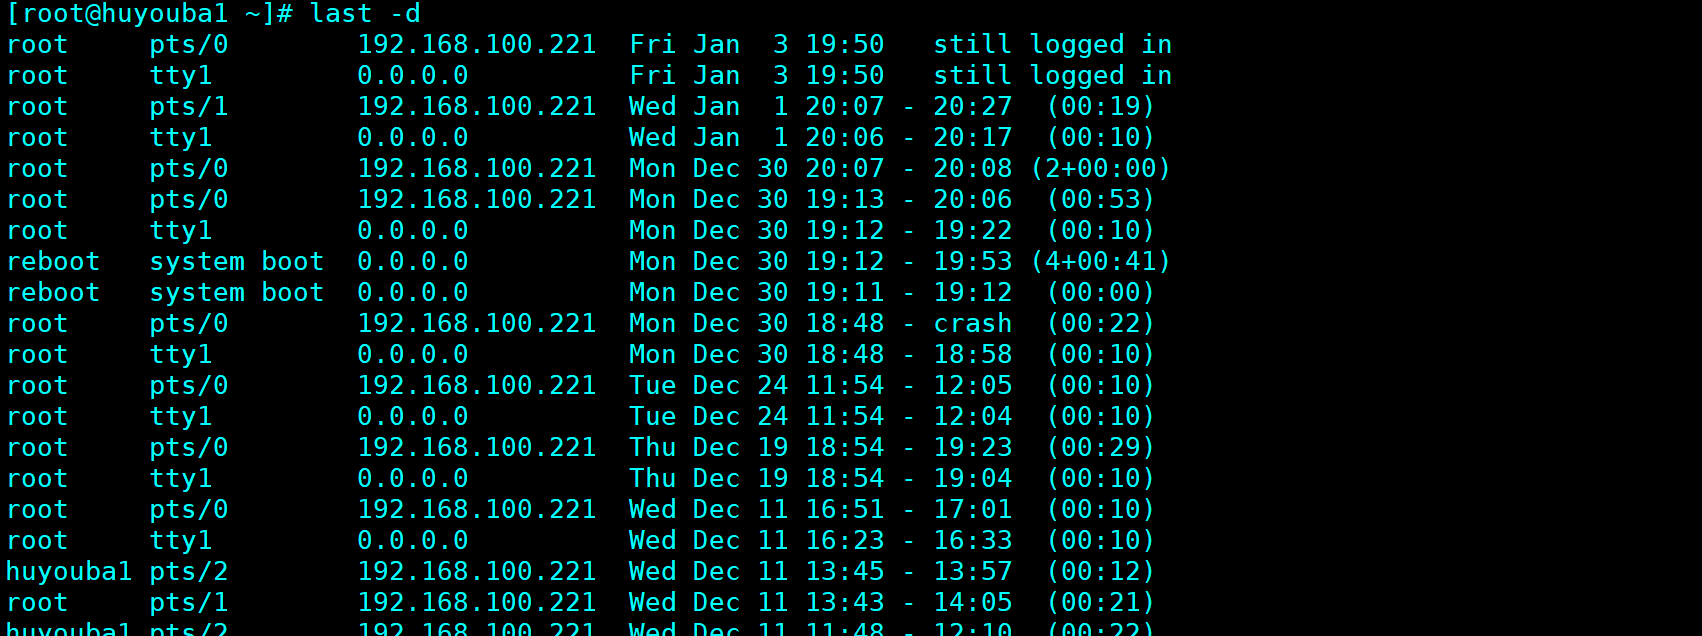 [root@huyouba1 ~]# last -d
root     pts/0        192.168.100.221  Fri Jan  3 19:50   still logged in
root     tty1         0.0.0.0          Fri Jan  3 19:50   still logged in
root     pts/1        192.168.100.221  Wed Jan  1 20:07 - 20:27  (00:19)
root     tty1         0.0.0.0          Wed Jan  1 20:06 - 20:17  (00:10)
root     pts/0        192.168.100.221  Mon Dec 30 20:07 - 20:08 (2+00:00)
root     pts/0        192.168.100.221  Mon Dec 30 19:13 - 20:06  (00:53)
root     tty1         0.0.0.0          Mon Dec 30 19:12 - 19:22  (00:10)
reboot   system boot  0.0.0.0          Mon Dec 30 19:12 - 19:53 (4+00:41)
reboot   system boot  0.0.0.0          Mon Dec 30 19:11 - 19:12  (00:00)
root     pts/0        192.168.100.221  Mon Dec 30 18:48 - crash  (00:22)
root     tty1         0.0.0.0          Mon Dec 30 18:48 - 18:58  (00:10)
root     pts/0        192.168.100.221  Tue Dec 24 11:54 - 12:05  (00:10)
root     tty1         0.0.0.0          Tue Dec 24 11:54 - 12:04  (00:10)
root     pts/0        192.168.100.221  Thu Dec 19 18:54 - 19:23  (00:29)
root     tty1         0.0.0.0          Thu Dec 19 18:54 - 19:04  (00:10)
root     pts/0        192.168.100.221  Wed Dec 11 16:51 - 17:01  (00:10)
root     tty1         0.0.0.0          Wed Dec 11 16:23 - 16:33  (00:10)
huyouba1 pts/2        192.168.100.221  Wed Dec 11 13:45 - 13:57  (00:12)
root     pts/1        192.168.100.221  Wed Dec 11 13:43 - 14:05  (00:21)
huyouba1 pts/2        192.168.100.221  Wed Dec 11 11:48 - 12:10  (00:22)